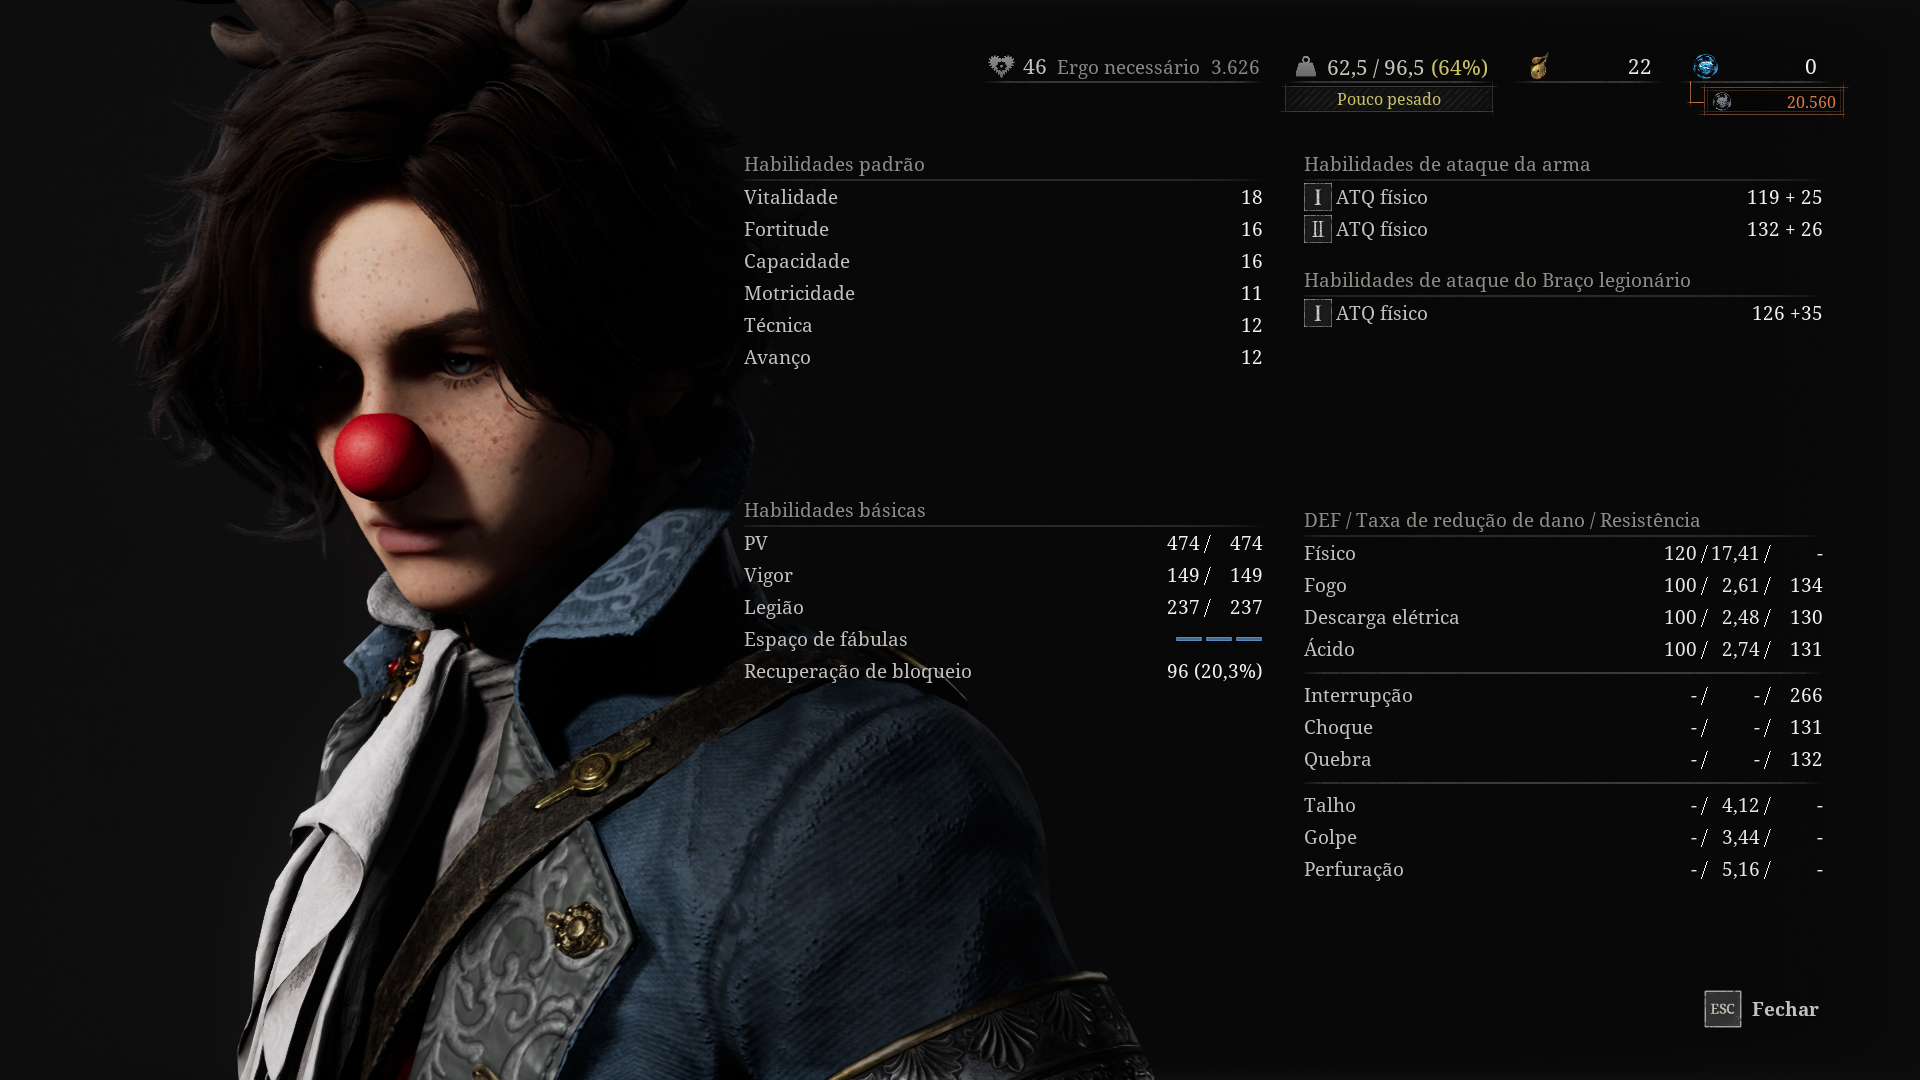 46 Ergo necessário 3.626
62,5 / 96,5 (64%)
22
0
Pouco pesado
20.560
Habilidades padrão
Vitalidade 18
Fortitude 16
Capacidade 16
Motricidade 11
Técnica 12
Avanço 12
Habilidades de ataque da arma
I ATQ físico 119 + 25
II ATQ físico 132 + 26
Habilidades de ataque do Braço legionário
I ATQ físico 126 +35
Habilidades básicas
PV 474 / 474
Vigor 149 / 149
Legião 237 / 237
Espaço de fábulas
Recuperação de bloqueio 96 (20,3%)
DEF / Taxa de redução de dano / Resistência
Físico 120 / 17,41 / -
Fogo 100 / 2,61 / 134
Descarga elétrica 100 / 2,48 / 130
Ácido 100 / 2,74 / 131
Interrupção - / - / 266
Choque - / - / 131
Quebra - / - / 132
Talho - / 4,12 / -
Golpe - / 3,44 / -
Perfuração - / 5,16 / -
ESC Fechar